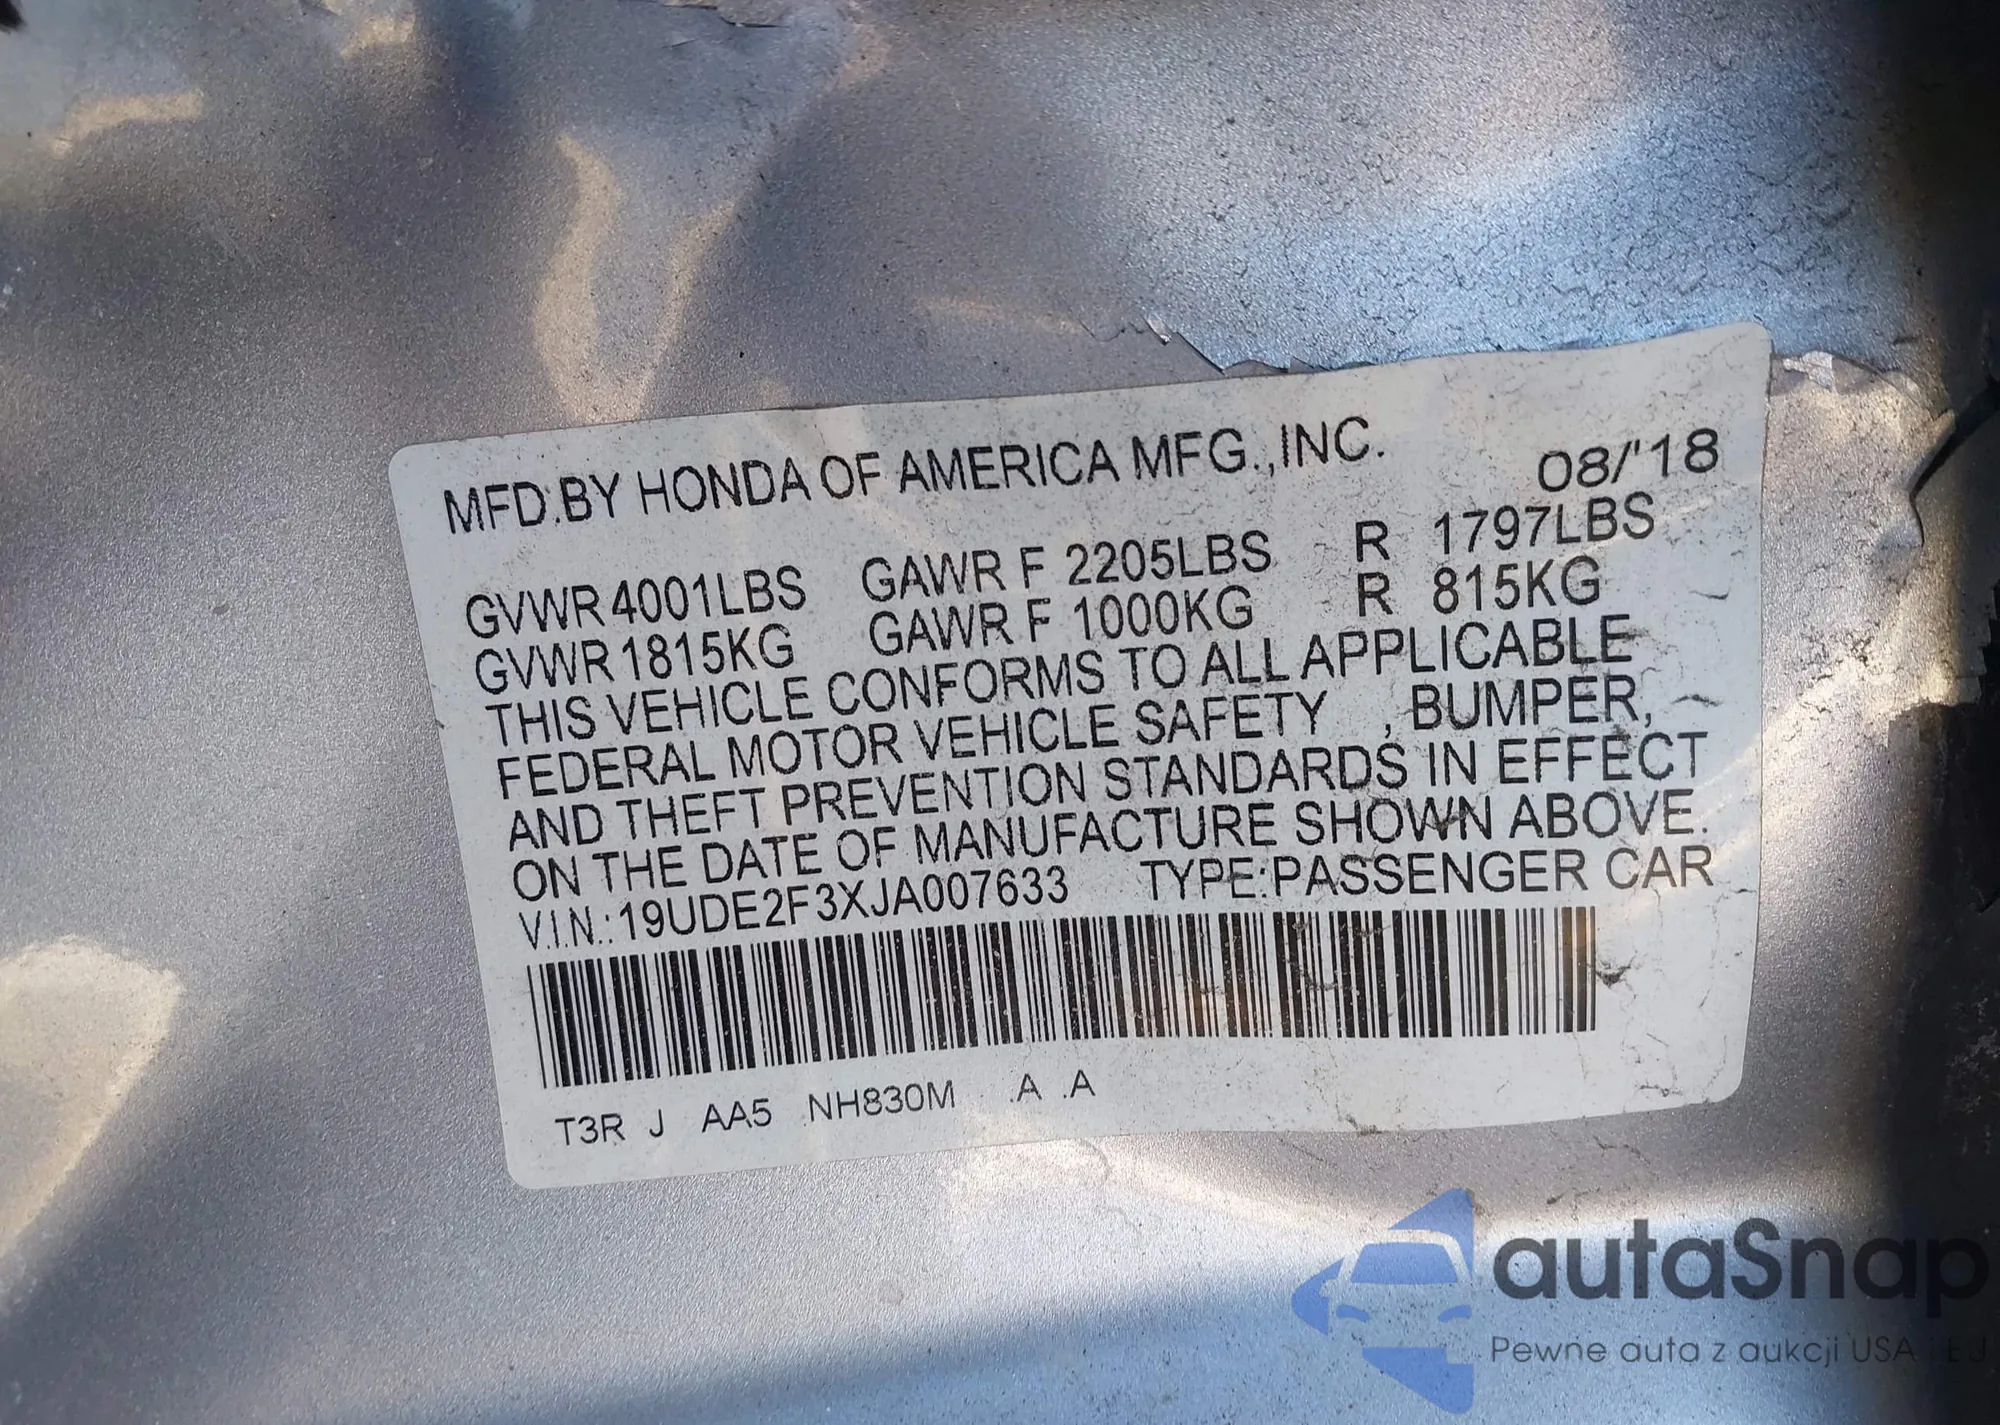 MFD.BY HONDA OF AMERICA MFG.,INC. 08/'18
GVWR 4001LBS GAWR F 2205LBS R 1797LBS
GVWR 1815KG GAWR F 1000KG R 815KG
THIS VEHICLE CONFORMS TO ALL APPLICABLE
FEDERAL MOTOR VEHICLE SAFETY , BUMPER,
AND THEFT PREVENTION STANDARDS IN EFFECT
ON THE DATE OF MANUFACTURE SHOWN ABOVE.
V.I.N.: 19UDE2F3XJA007633 TYPE:PASSENGER CAR
T3R J AA5 NH830M .A .A
autaSnap
Pewne auta z aukcji USA i EU